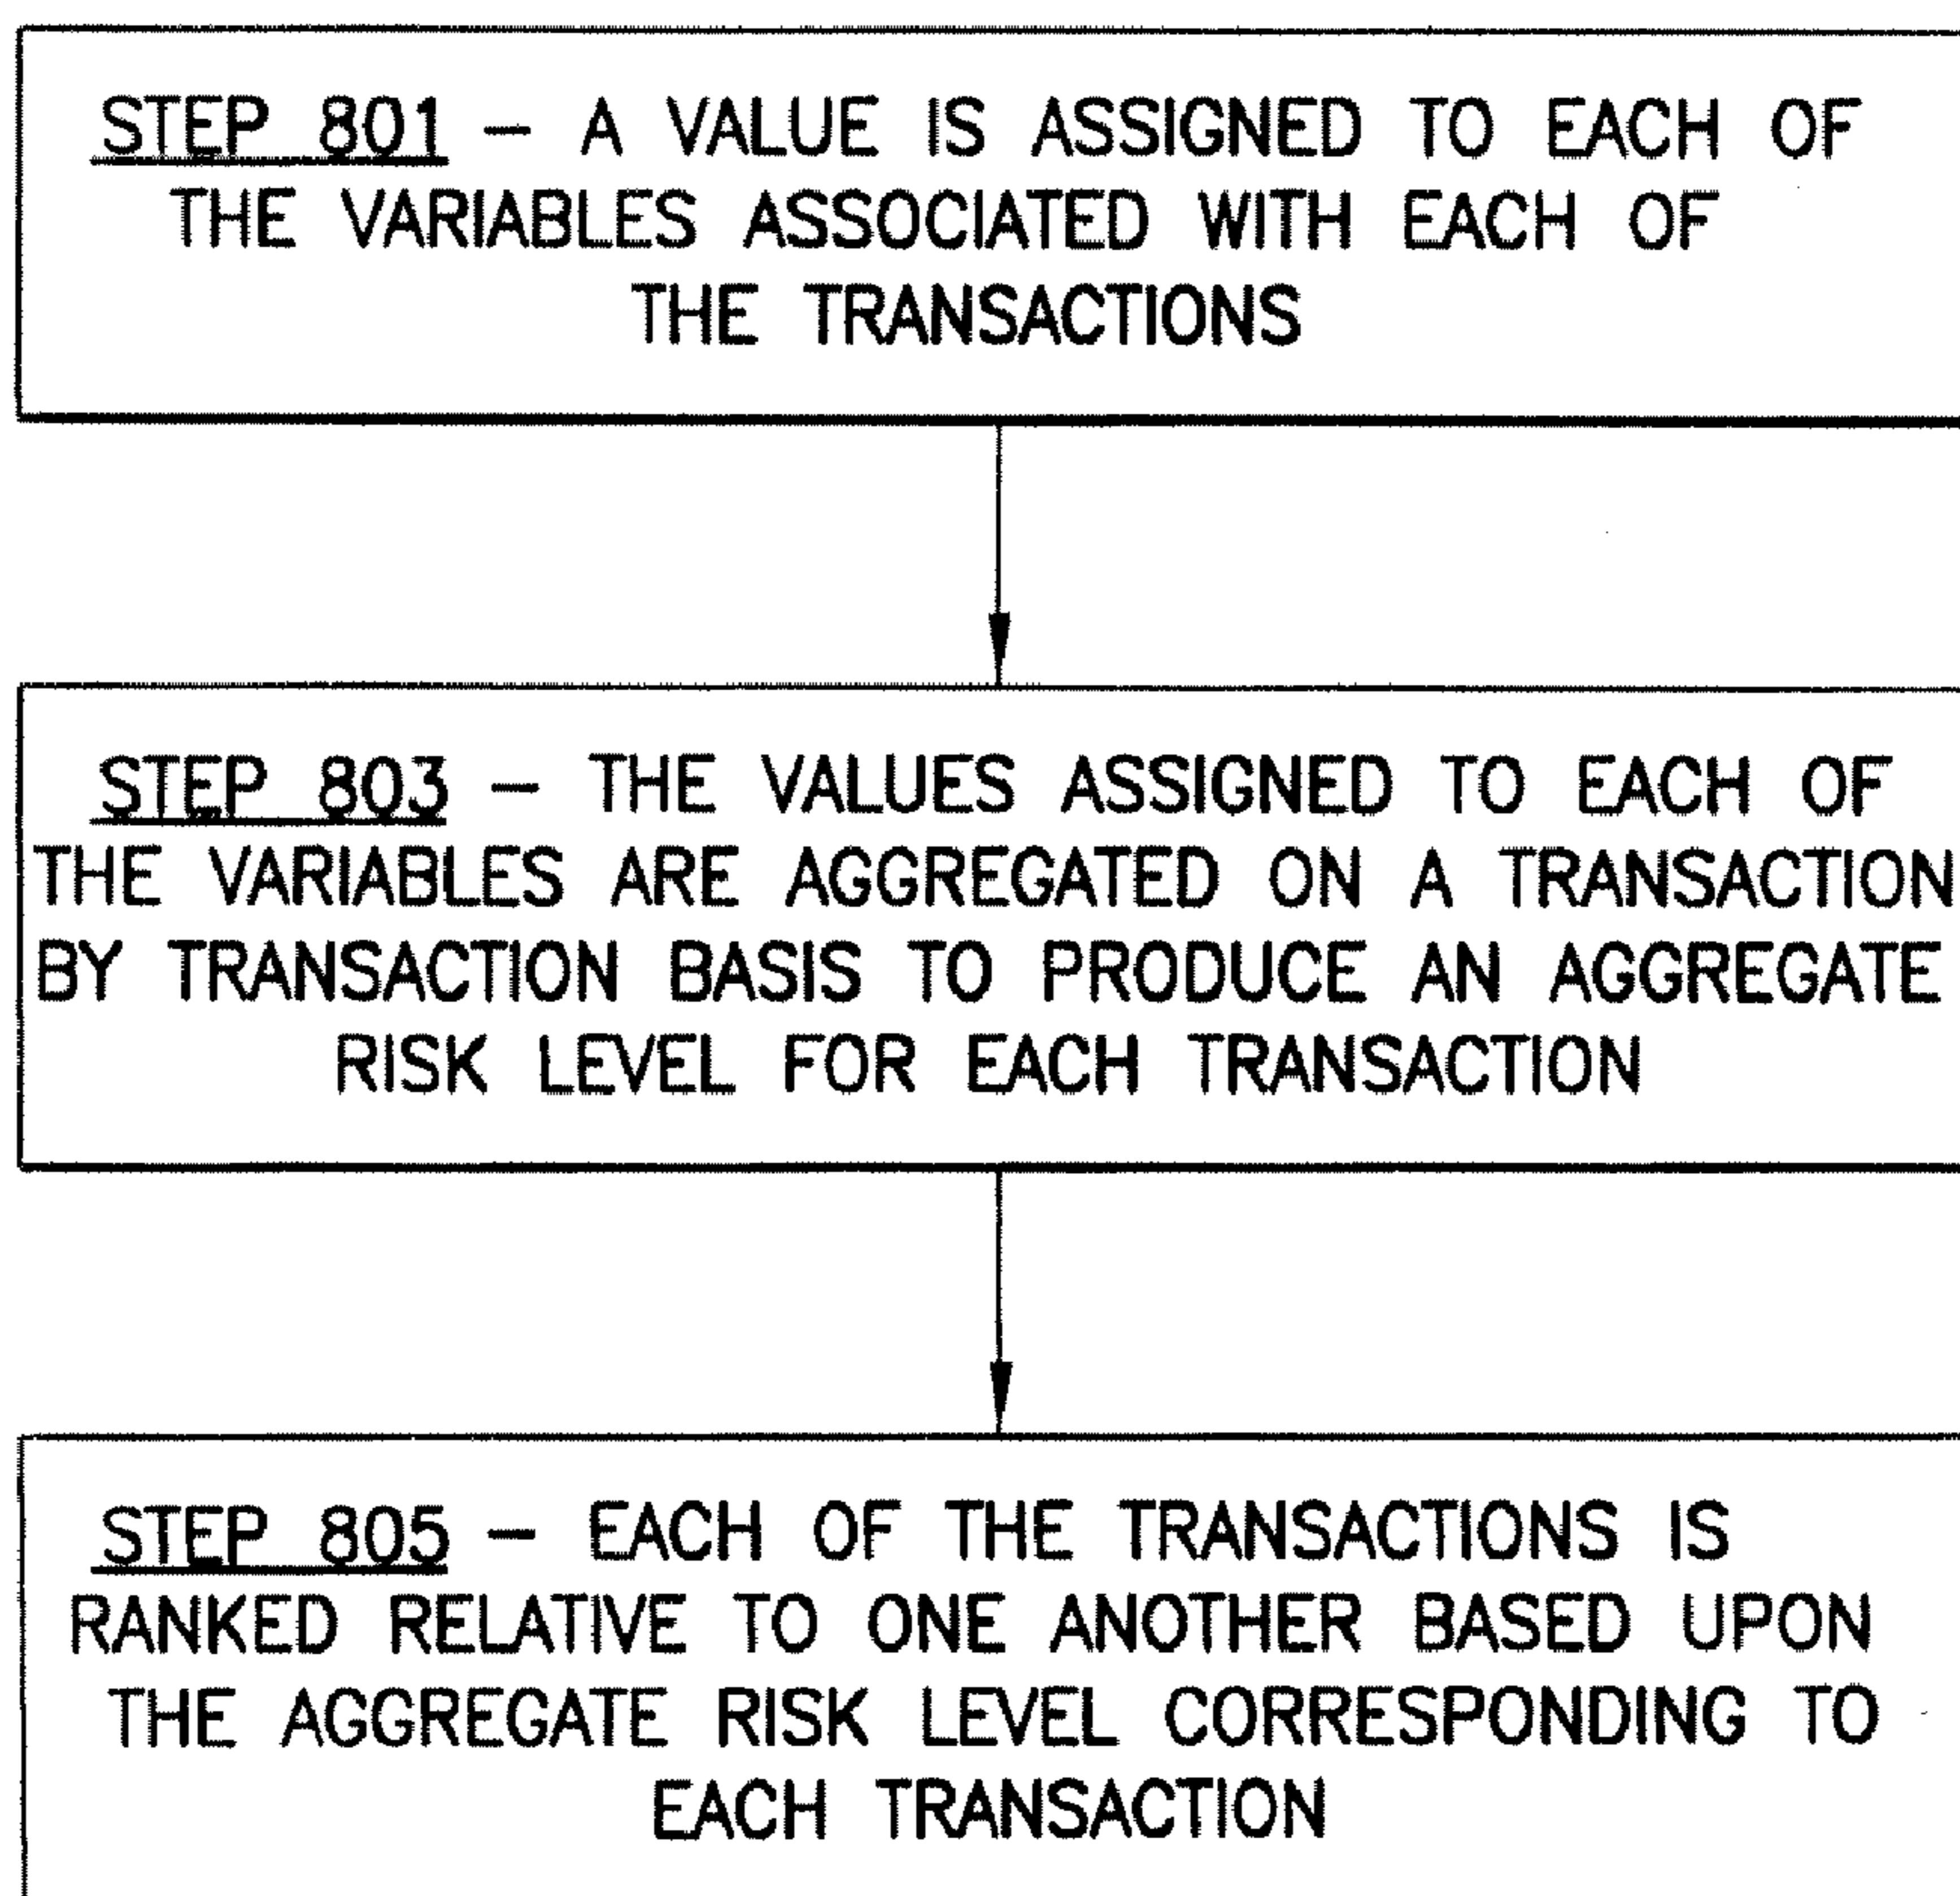 STEP 801 – A VALUE IS ASSIGNED TO EACH OF
THE VARIABLES ASSOCIATED WITH EACH OF
THE TRANSACTIONS
STEP 803 – THE VALUES ASSIGNED TO EACH OF
THE VARIABLES ARE AGGREGATED ON A TRANSACTION
BY TRANSACTION BASIS TO PRODUCE AN AGGREGATE
RISK LEVEL FOR EACH TRANSACTION
STEP 805 – EACH OF THE TRANSACTIONS IS
RANKED RELATIVE TO ONE ANOTHER BASED UPON
THE AGGREGATE RISK LEVEL CORRESPONDING TO
EACH TRANSACTION